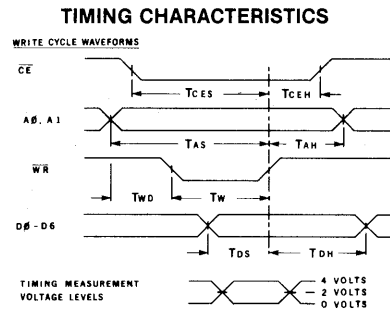 TIMING CHARACTERISTICS
WRITE CYCLE WAVEFORMS
CE
TCES
TCEH
AØ, A1
TAS
TAH
WR
TWD
TW
DØ-D6
TDS
TDH
TIMING MEASUREMENT
VOLTAGE LEVELS
4 VOLTS
2 VOLTS
0 VOLTS